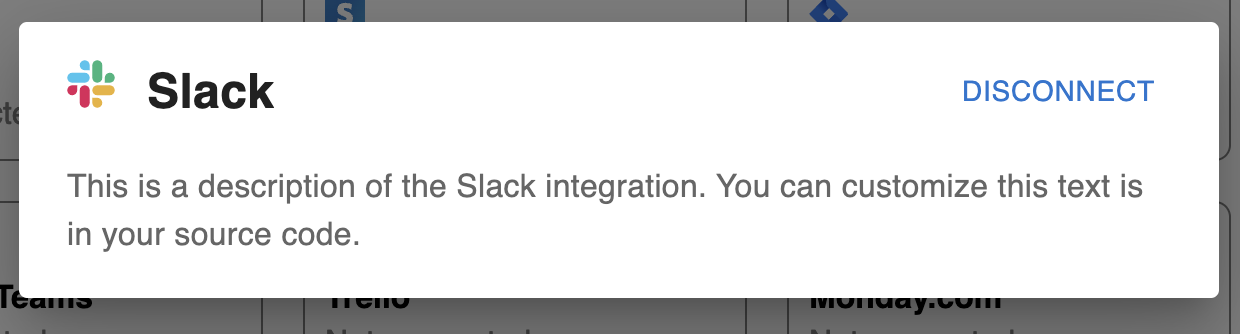 S
cte
Slack
DISCONNECT
This is a description of the Slack integration. You can customize this text is
in your source code.
Teams
Trello
Monday.com